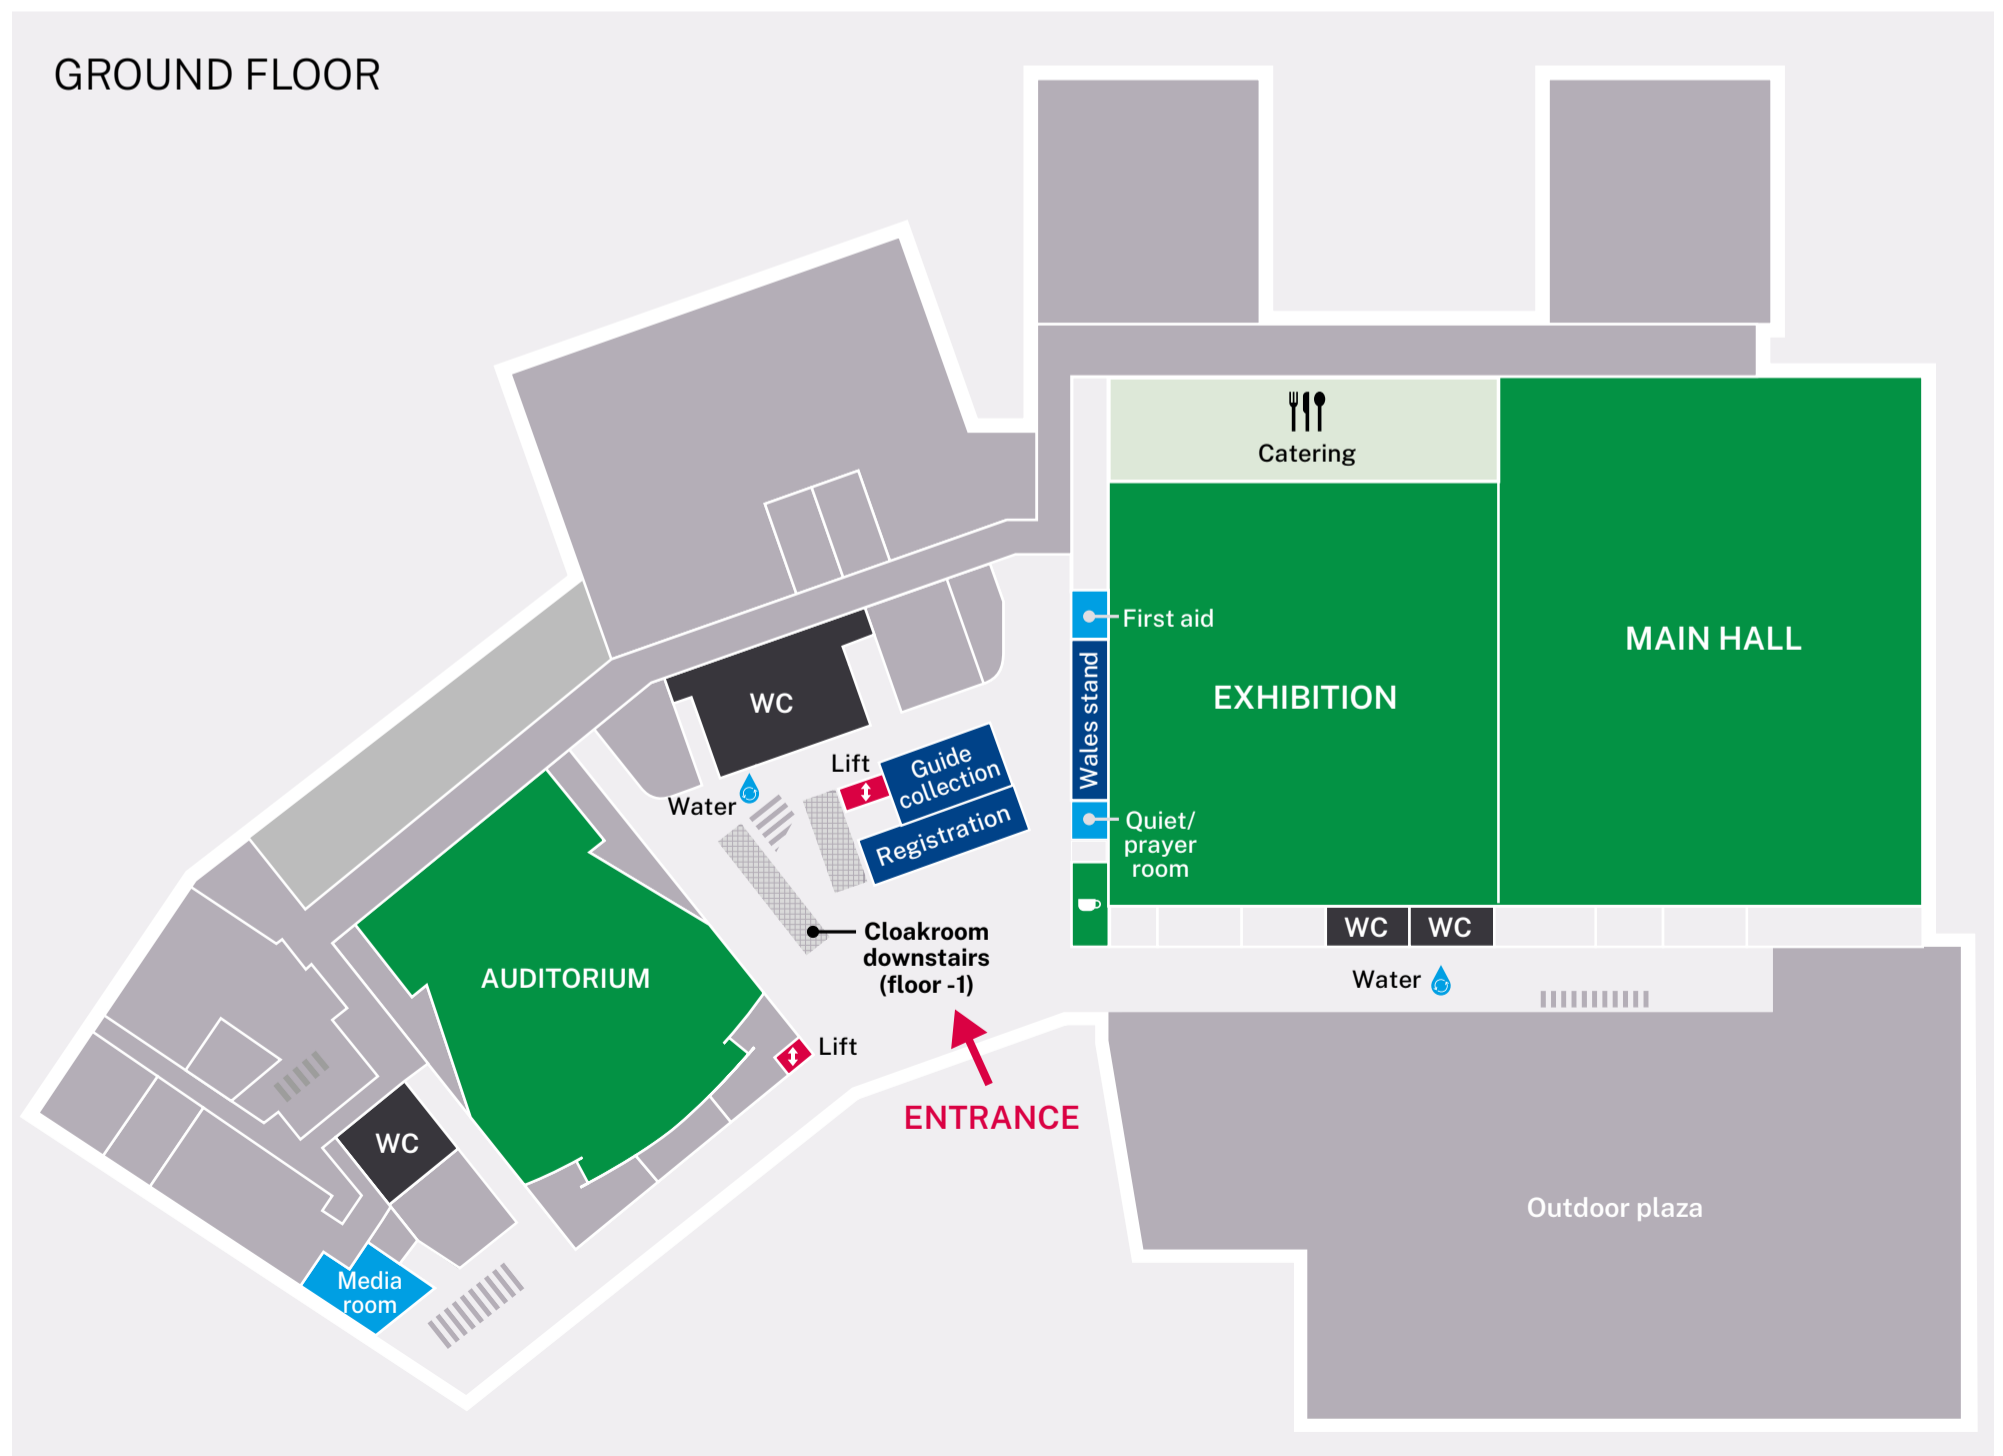 GROUND FLOOR
Catering
First aid
MAIN HALL
Wales stand
EXHIBITION
WC
Lift
Guide
collection
Water
Registration
Quiet/
prayer
room
Cloakroom
downstairs
(floor -1)
WC
WC
AUDITORIUM
Water
Lift
ENTRANCE
WC
Outdoor plaza
Media
room